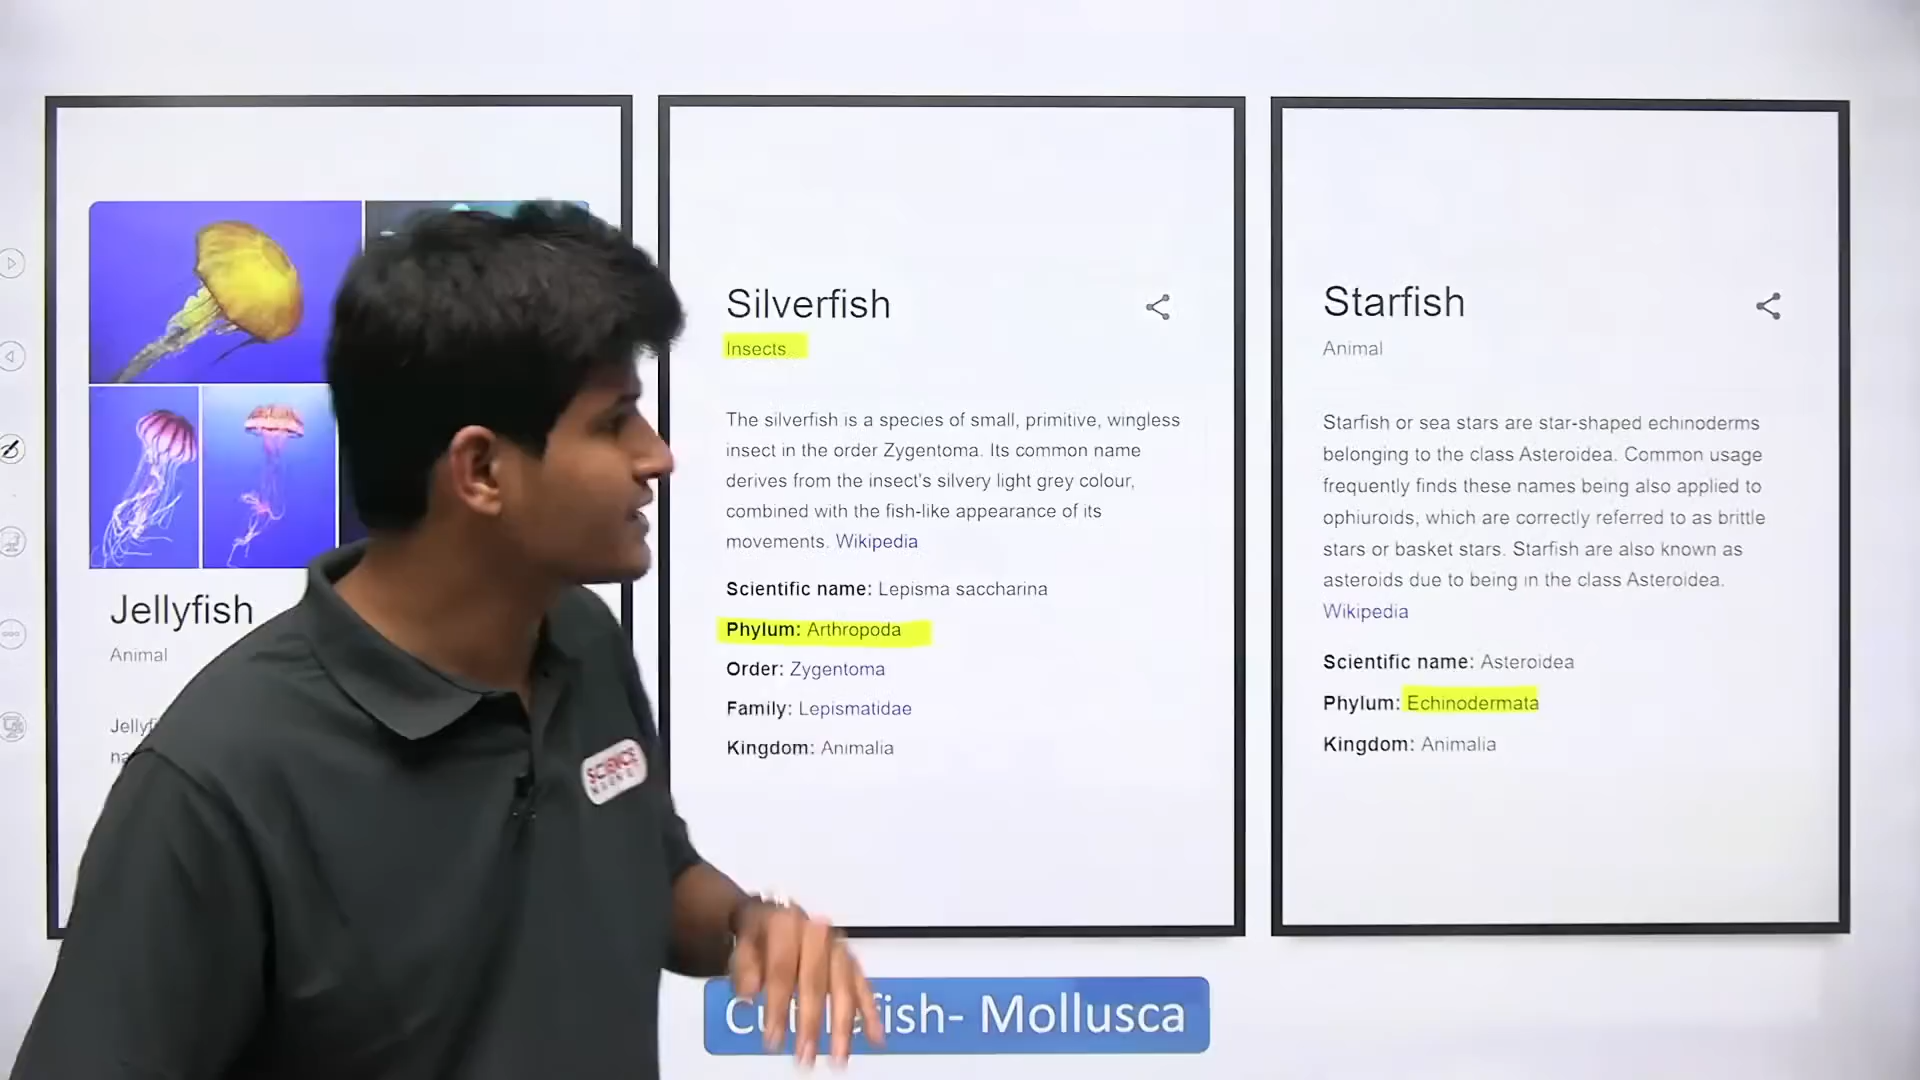 Jellyfish
Animal
Silverfish
Insects
The silverfish is a species of small, primitive, wingless
insect in the order Zygentoma. Its common name
derives from the insect's silvery light grey colour,
combined with the fish-like appearance of its
movements. Wikipedia
Scientific name: Lepisma saccharina
Phylum: Arthropoda
Order: Zygentoma
Family: Lepismatidae
Kingdom: Animalia
Starfish
Animal
Starfish or sea stars are star-shaped echinoderms
belonging to the class Asteroidea. Common usage
frequently finds these names being also applied to
ophiuroids, which are correctly referred to as brittle
stars or basket stars. Starfish are also known as
asteroids due to being in the class Asteroidea.
Wikipedia
Scientific name: Asteroidea
Phylum: Echinodermata
Kingdom: Animalia
SCIENCE
Mollusca